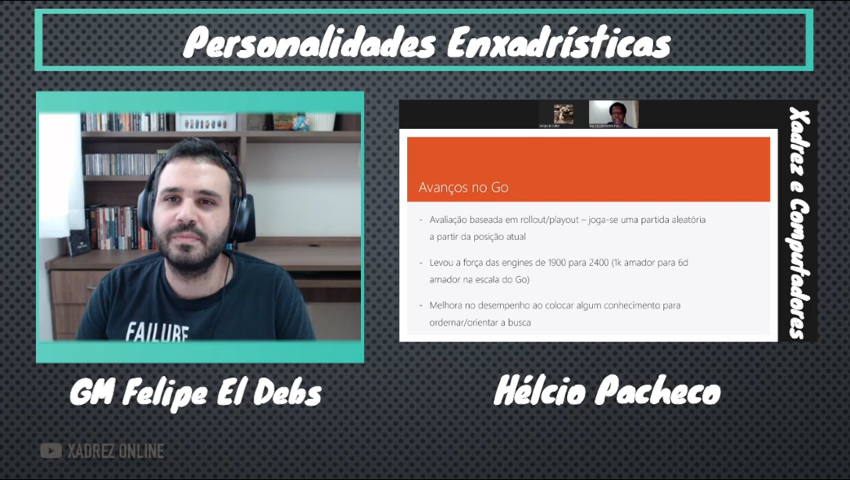 Personalidades Enxadrísticas
FAILURE
Avanços no Go
- Avaliação baseada em rollout/playout – joga-se uma partida aleatória
a partir da posição atual
- Levou a força das engines de 1900 para 2400 (1k amador para 6d
amador na escala do Go)
- Melhora no desempenho ao colocar algum conhecimento para
ordernar/orientar a busca
Xadrez e Computadores
GM Felipe El Debs
Hélcio Pacheco
XADREZ ONLINE